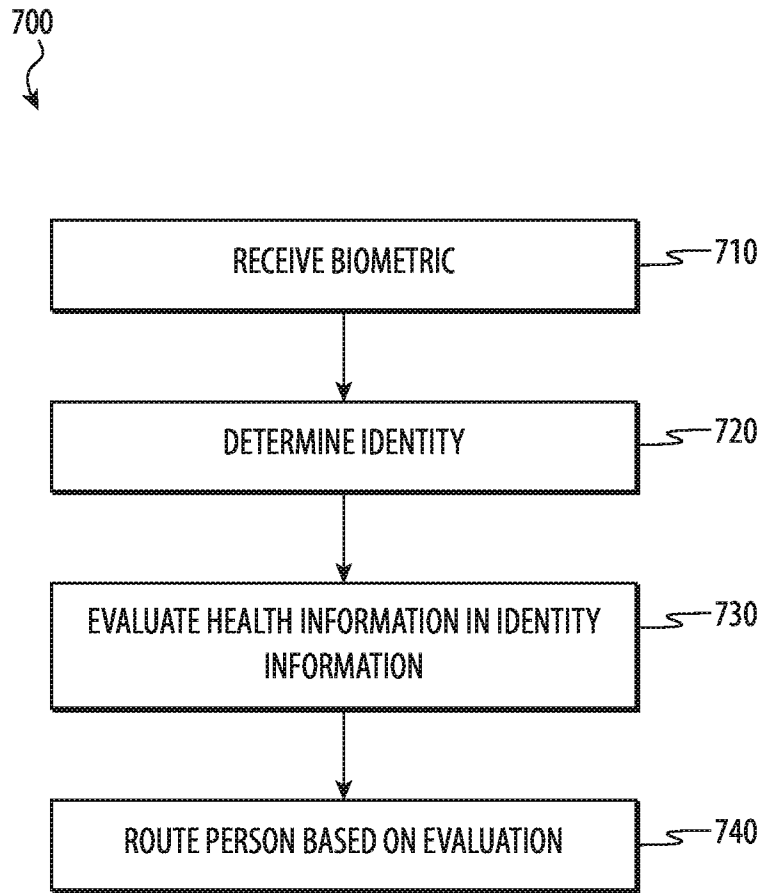 700
RECEIVE BIOMETRIC
710
DETERMINE IDENTITY
720
EVALUATE HEALTH INFORMATION IN IDENTITY
INFORMATION
730
ROUTE PERSON BASED ON EVALUATION
740